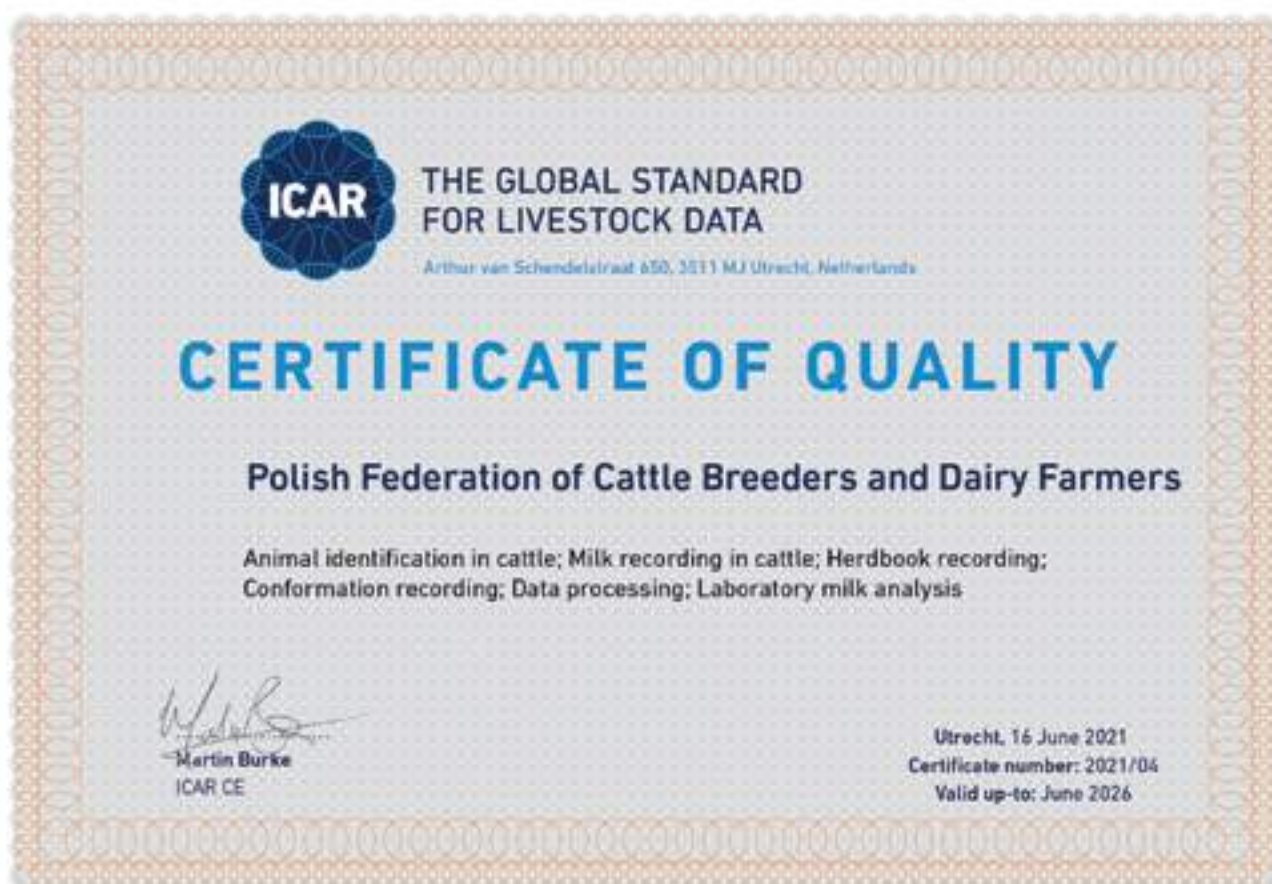 ICAR
THE GLOBAL STANDARD
FOR LIVESTOCK DATA
Arthur van Schendelstraat 650, 3511 MJ Utrecht, Netherlands
CERTIFICATE OF QUALITY
Polish Federation of Cattle Breeders and Dairy Farmers
Animal identification in cattle; Milk recording in cattle; Herdbook recording;
Conformation recording; Data processing; Laboratory milk analysis
Martin Burke
ICAR CE
Utrecht, 16 June 2021
Certificate number: 2021/04
Valid up-to: June 2026